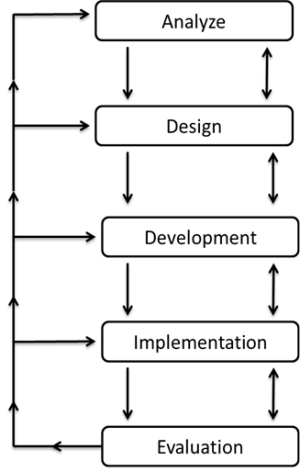 Analyze
Design
Development
Implementation
Evaluation